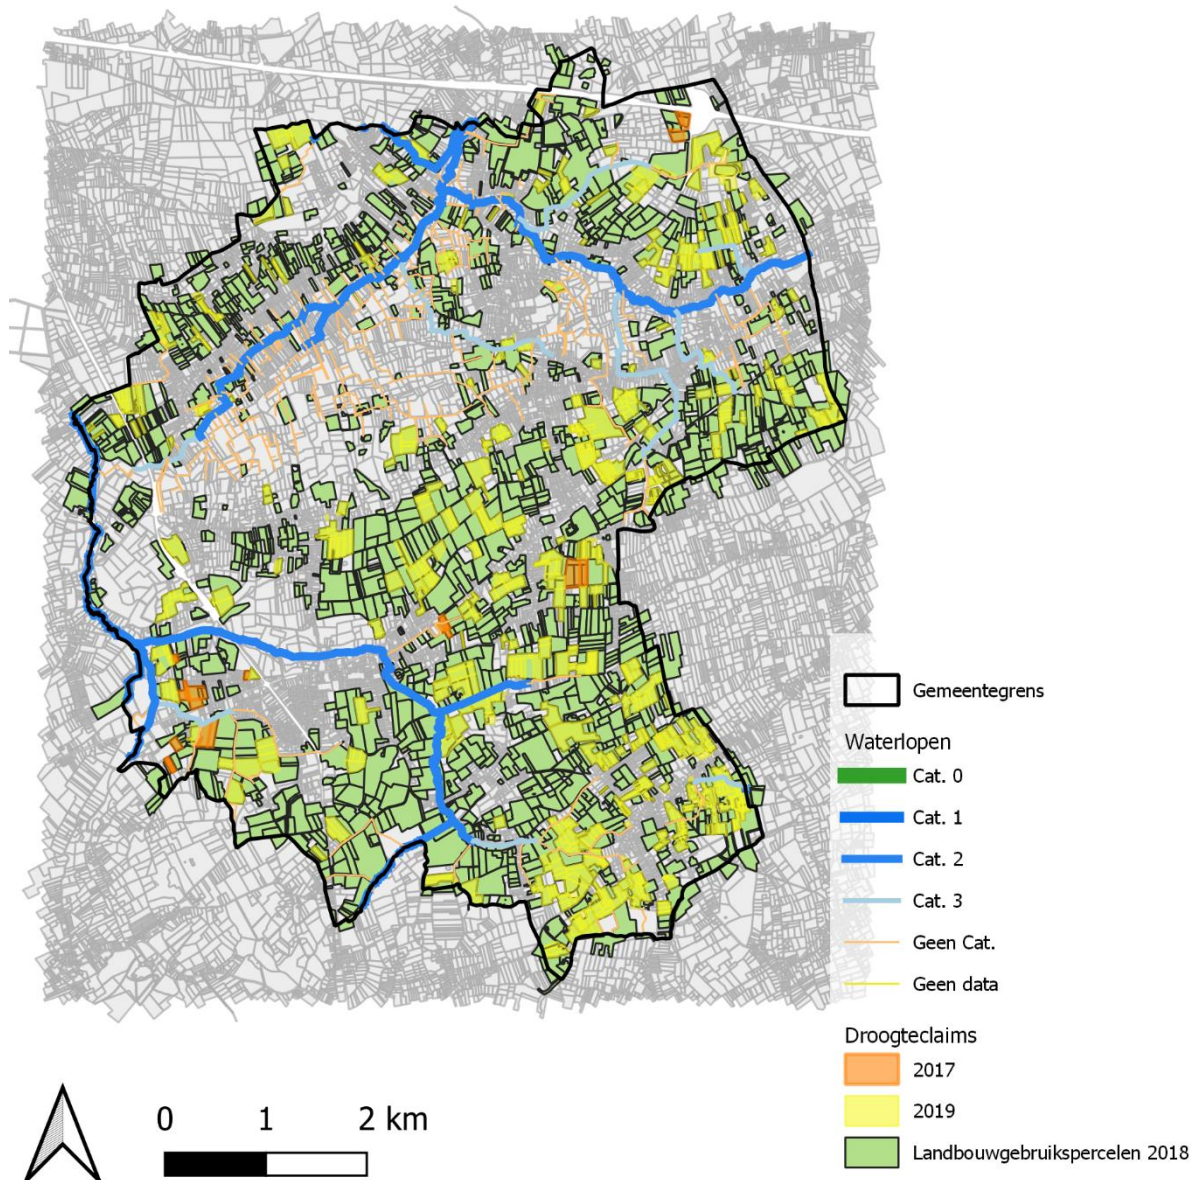 Gemeentegrens
Waterlopen
Cat. 0
Cat. 1
Cat. 2
Cat. 3
Geen Cat.
Geen data
Droogteclaims
2017
2019
Landbouwgebruikspercelen 2018
0 1 2 km